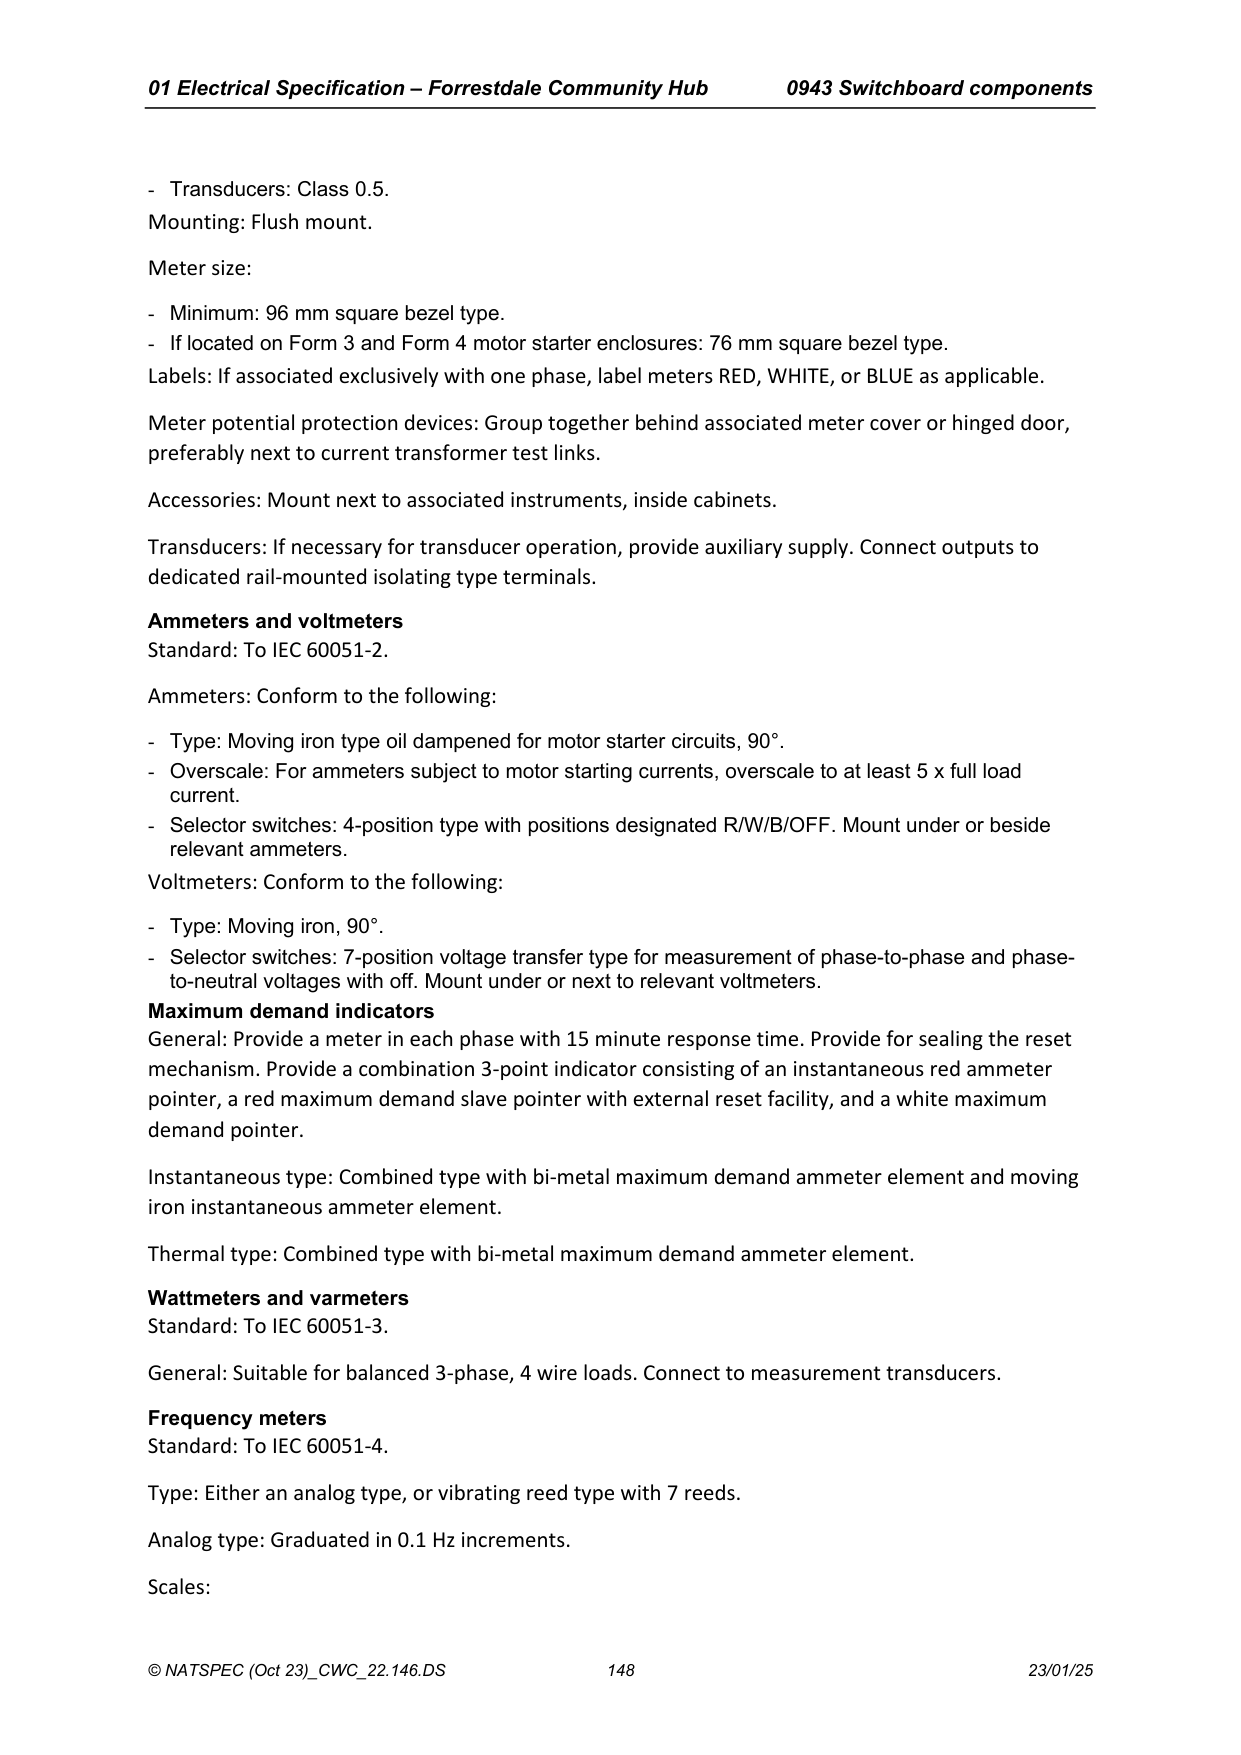 01 Electrical Specification – Forrestdale Community Hub 0943 Switchboard components
- Transducers: Class 0.5.
Mounting: Flush mount.
Meter size:
- Minimum: 96 mm square bezel type.
- If located on Form 3 and Form 4 motor starter enclosures: 76 mm square bezel type.
Labels: If associated exclusively with one phase, label meters RED, WHITE, or BLUE as applicable.
Meter potential protection devices: Group together behind associated meter cover or hinged door,
preferably next to current transformer test links.
Accessories: Mount next to associated instruments, inside cabinets.
Transducers: If necessary for transducer operation, provide auxiliary supply. Connect outputs to
dedicated rail-mounted isolating type terminals.
Ammeters and voltmeters
Standard: To IEC 60051-2.
Ammeters: Conform to the following:
- Type: Moving iron type oil dampened for motor starter circuits, 90°.
- Overscale: For ammeters subject to motor starting currents, overscale to at least 5 x full load
current.
- Selector switches: 4-position type with positions designated R/W/B/OFF. Mount under or beside
relevant ammeters.
Voltmeters: Conform to the following:
- Type: Moving iron, 90°.
- Selector switches: 7-position voltage transfer type for measurement of phase-to-phase and phase-
to-neutral voltages with off. Mount under or next to relevant voltmeters.
Maximum demand indicators
General: Provide a meter in each phase with 15 minute response time. Provide for sealing the reset
mechanism. Provide a combination 3-point indicator consisting of an instantaneous red ammeter
pointer, a red maximum demand slave pointer with external reset facility, and a white maximum
demand pointer.
Instantaneous type: Combined type with bi-metal maximum demand ammeter element and moving
iron instantaneous ammeter element.
Thermal type: Combined type with bi-metal maximum demand ammeter element.
Wattmeters and varmeters
Standard: To IEC 60051-3.
General: Suitable for balanced 3-phase, 4 wire loads. Connect to measurement transducers.
Frequency meters
Standard: To IEC 60051-4.
Type: Either an analog type, or vibrating reed type with 7 reeds.
Analog type: Graduated in 0.1 Hz increments.
Scales:
© NATSPEC (Oct 23)_CWC_22.146.DS 148 23/01/25